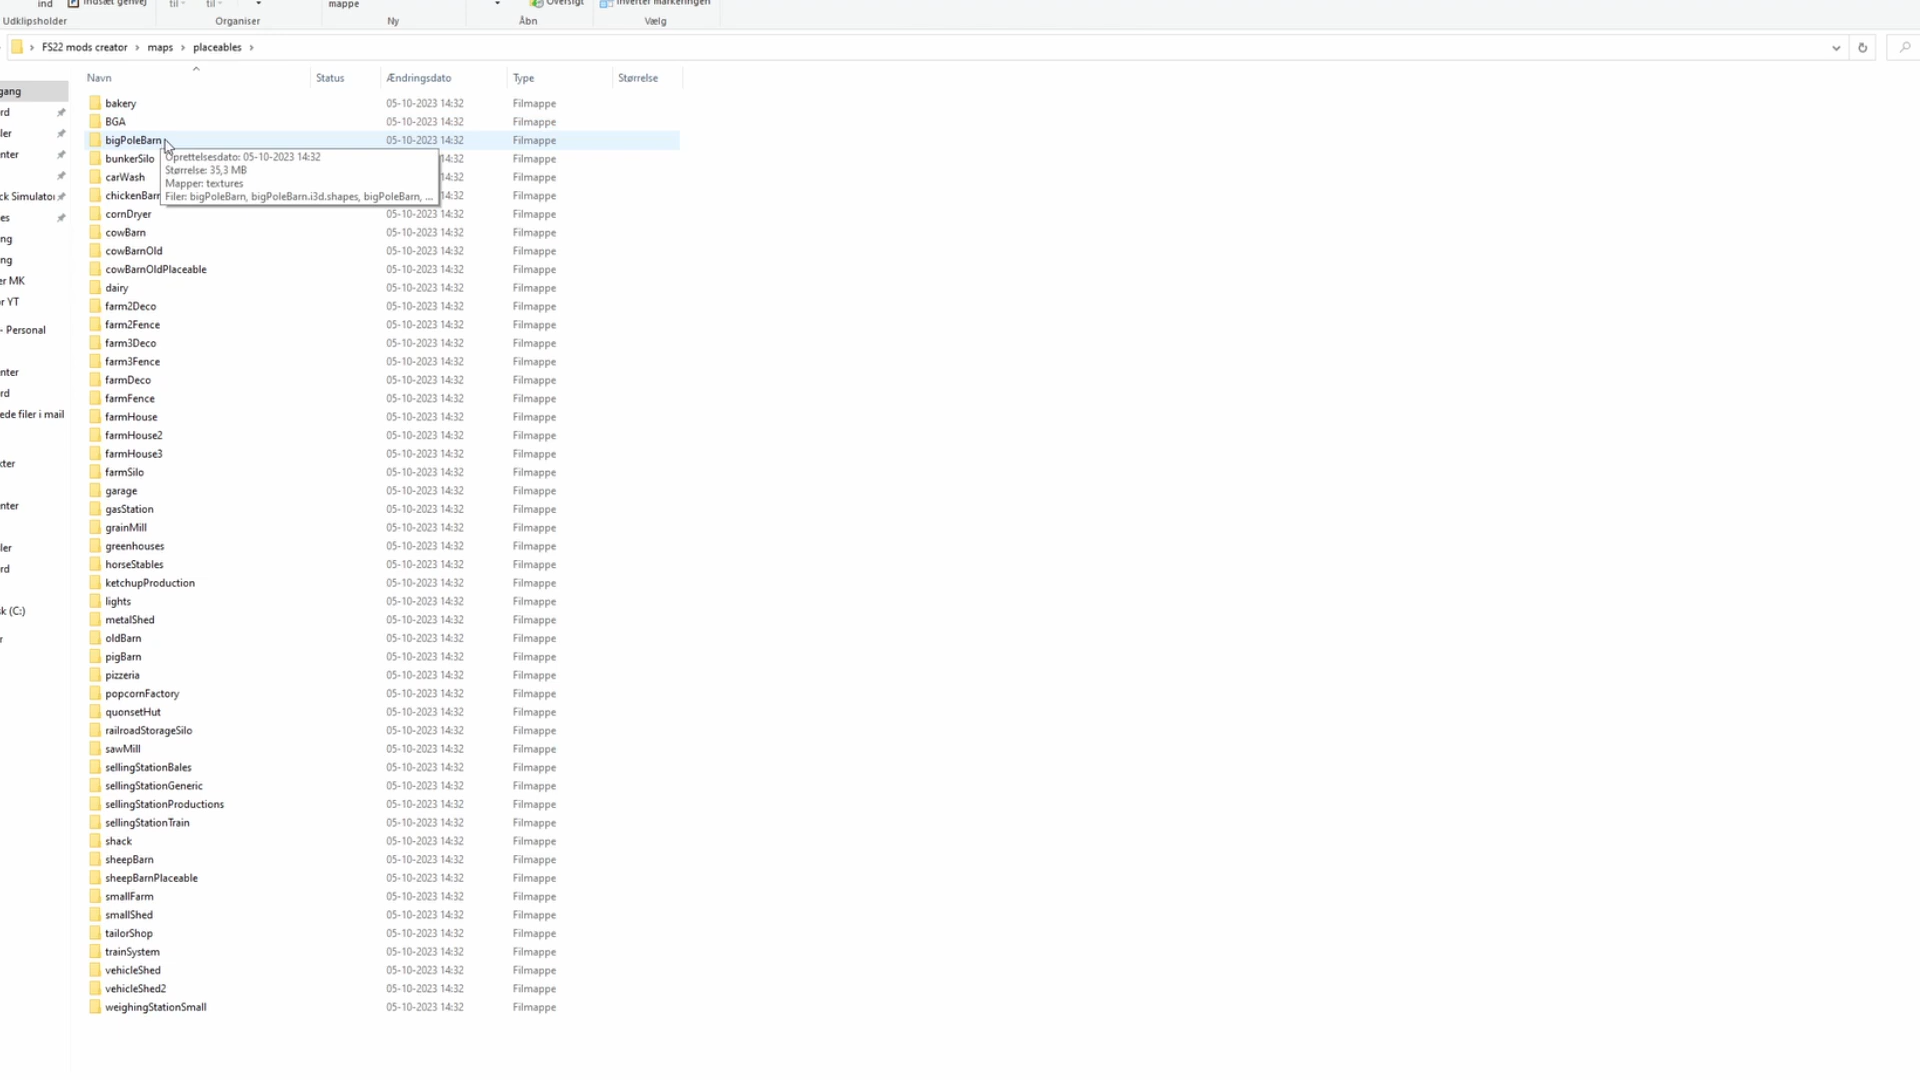 ind
Indsæt genvej
til
til
mappe
Oversigt
Inverter markeringen
Udklipsholder
Organiser
Ny
Åbn
Vælg
FS22 mods creator > maps > placeables >
Navn Status Ændringsdato Type Størrelse
gang
rd
ler
nter
ck Simulator
es
ng
ng
er MK
or YT
- Personal
nter
rd
ede filer i mail
kter
nter
ler
rd
sk (C:)
r
bakery 05-10-2023 14:32 Filmappe
BGA 05-10-2023 14:32 Filmappe
bigPoleBarn 05-10-2023 14:32 Filmappe
bunkerSilo 14:32 Filmappe
carWash 14:32 Filmappe
chickenBarn 14:32 Filmappe
Oprettelsesdato: 05-10-2023 14:32
Størrelse: 35,3 MB
Mapper: textures
Filer: bigPoleBarn, bigPoleBarn.i3d.shapes, bigPoleBarn, ...
cornDryer 05-10-2023 14:32 Filmappe
cowBarn 05-10-2023 14:32 Filmappe
cowBarnOld 05-10-2023 14:32 Filmappe
cowBarnOldPlaceable 05-10-2023 14:32 Filmappe
dairy 05-10-2023 14:32 Filmappe
farm2Deco 05-10-2023 14:32 Filmappe
farm2Fence 05-10-2023 14:32 Filmappe
farm3Deco 05-10-2023 14:32 Filmappe
farm3Fence 05-10-2023 14:32 Filmappe
farmDeco 05-10-2023 14:32 Filmappe
farmFence 05-10-2023 14:32 Filmappe
farmHouse 05-10-2023 14:32 Filmappe
farmHouse2 05-10-2023 14:32 Filmappe
farmHouse3 05-10-2023 14:32 Filmappe
farmSilo 05-10-2023 14:32 Filmappe
garage 05-10-2023 14:32 Filmappe
gasStation 05-10-2023 14:32 Filmappe
grainMill 05-10-2023 14:32 Filmappe
greenhouses 05-10-2023 14:32 Filmappe
horseStables 05-10-2023 14:32 Filmappe
ketchupProduction 05-10-2023 14:32 Filmappe
lights 05-10-2023 14:32 Filmappe
metalShed 05-10-2023 14:32 Filmappe
oldBarn 05-10-2023 14:32 Filmappe
pigBarn 05-10-2023 14:32 Filmappe
pizzeria 05-10-2023 14:32 Filmappe
popcornFactory 05-10-2023 14:32 Filmappe
quonsetHut 05-10-2023 14:32 Filmappe
railroadStorageSilo 05-10-2023 14:32 Filmappe
sawMill 05-10-2023 14:32 Filmappe
sellingStationBales 05-10-2023 14:32 Filmappe
sellingStationGeneric 05-10-2023 14:32 Filmappe
sellingStationProductions 05-10-2023 14:32 Filmappe
sellingStationTrain 05-10-2023 14:32 Filmappe
shack 05-10-2023 14:32 Filmappe
sheepBarn 05-10-2023 14:32 Filmappe
sheepBarnPlaceable 05-10-2023 14:32 Filmappe
smallFarm 05-10-2023 14:32 Filmappe
smallShed 05-10-2023 14:32 Filmappe
tailorShop 05-10-2023 14:32 Filmappe
trainSystem 05-10-2023 14:32 Filmappe
vehicleShed 05-10-2023 14:32 Filmappe
vehicleShed2 05-10-2023 14:32 Filmappe
weighingStationSmall 05-10-2023 14:32 Filmappe